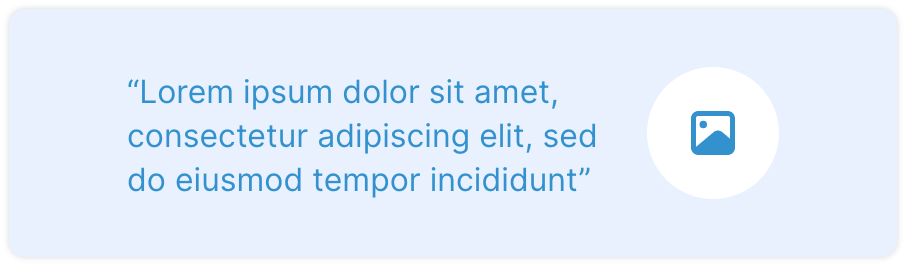 “Lorem ipsum dolor sit amet,
consectetur adipiscing elit, sed
do eiusmod tempor incididunt”